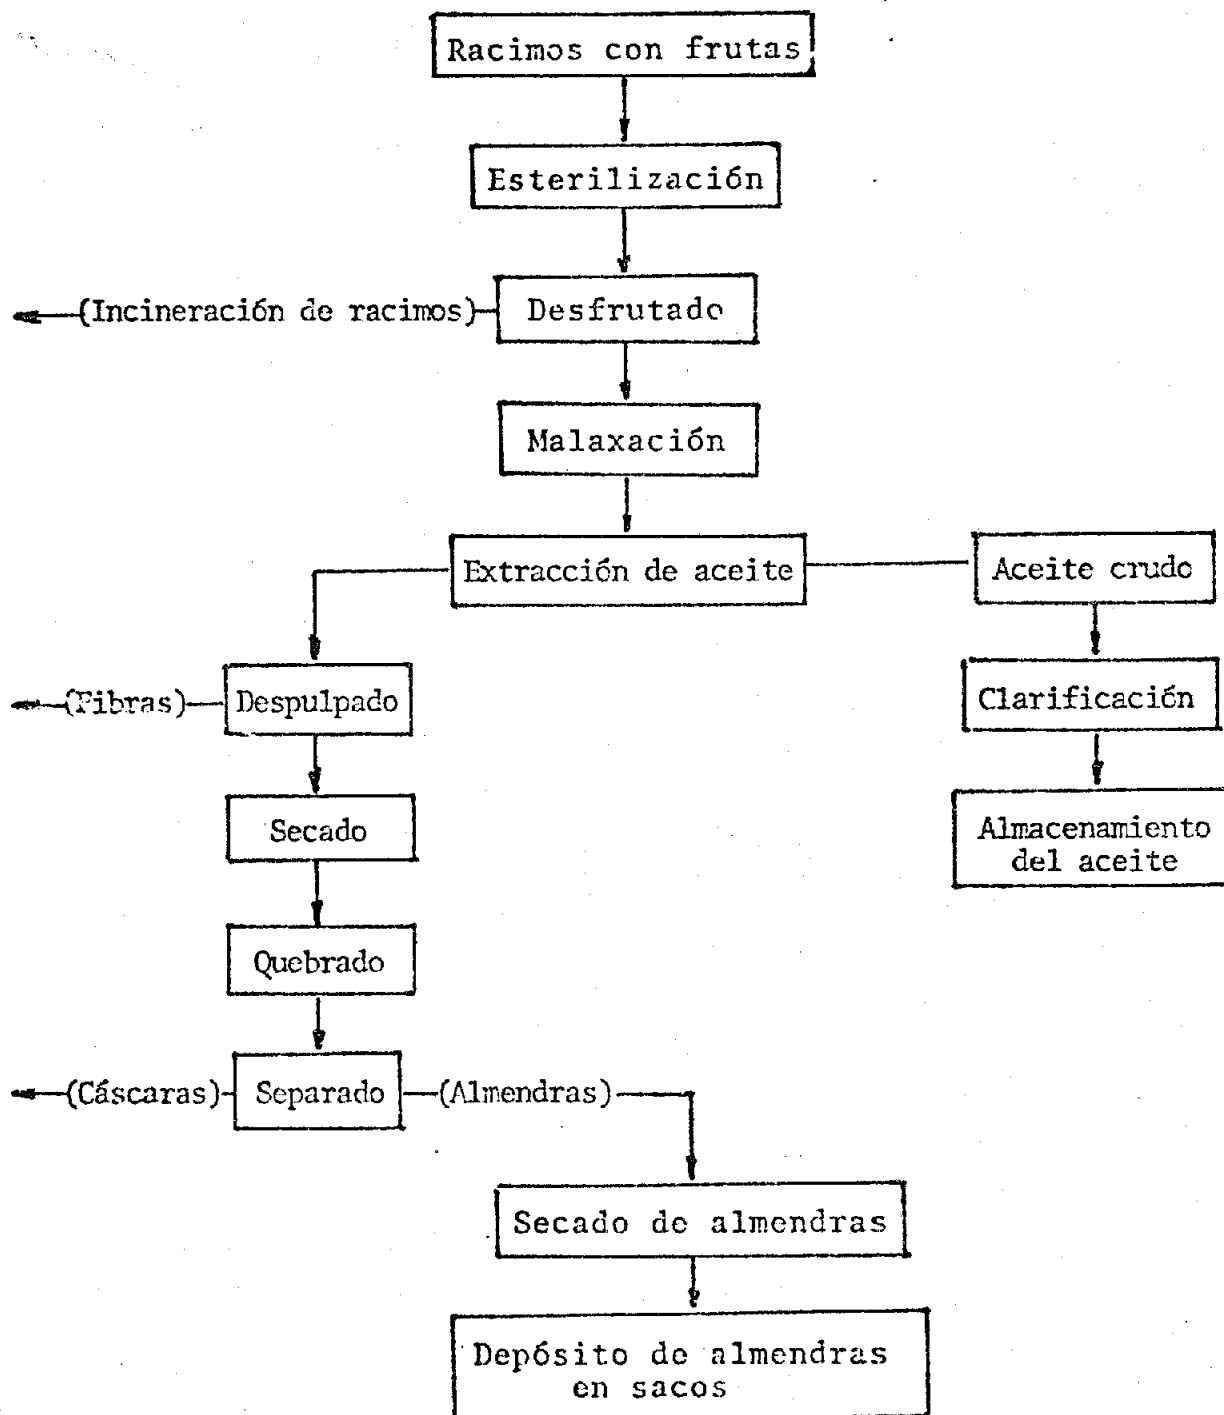 Racimos con frutas
Esterilización
(Incineración de racimos)
Desfrutado
Malaxación
Extracción de aceite
Aceite crudo
(Fibras)
Despulpado
Clarificación
Secado
Almacenamiento
del aceite
Quebrado
(Cáscaras)
Separado
(Almendras)
Secado de almendras
Depósito de almendras
en sacos